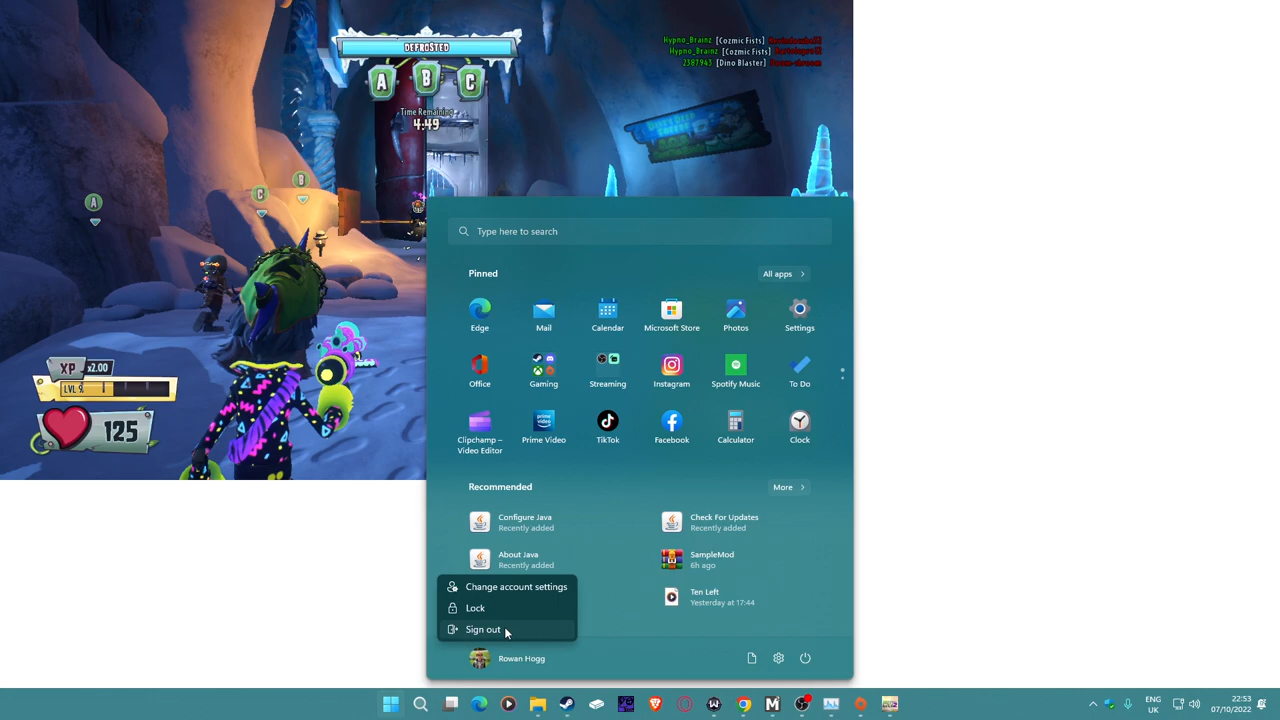 DEFROSTED
A B C
Time Remaining
4:49
Hypno_Brainz [Cozmic Fists]
Hypno_Brainz [Cozmic Fists]
2387943 [Dino Blaster]
B
C
A
XP x2.00
LVL 9
125
Type here to search
Pinned
All apps
Edge
Mail
Calendar
Microsoft Store
Photos
Settings
Office
Gaming
Streaming
Instagram
Spotify Music
To Do
Clipchamp –
Video Editor
Prime Video
TikTok
Facebook
Calculator
Clock
Recommended
More
Configure Java
Recently added
Check For Updates
Recently added
About Java
Recently added
SampleMod
6h ago
Ten Left
Yesterday at 17:44
Change account settings
Lock
Sign out
Rowan Hogg
ENG
UK
22:53
07/10/2022